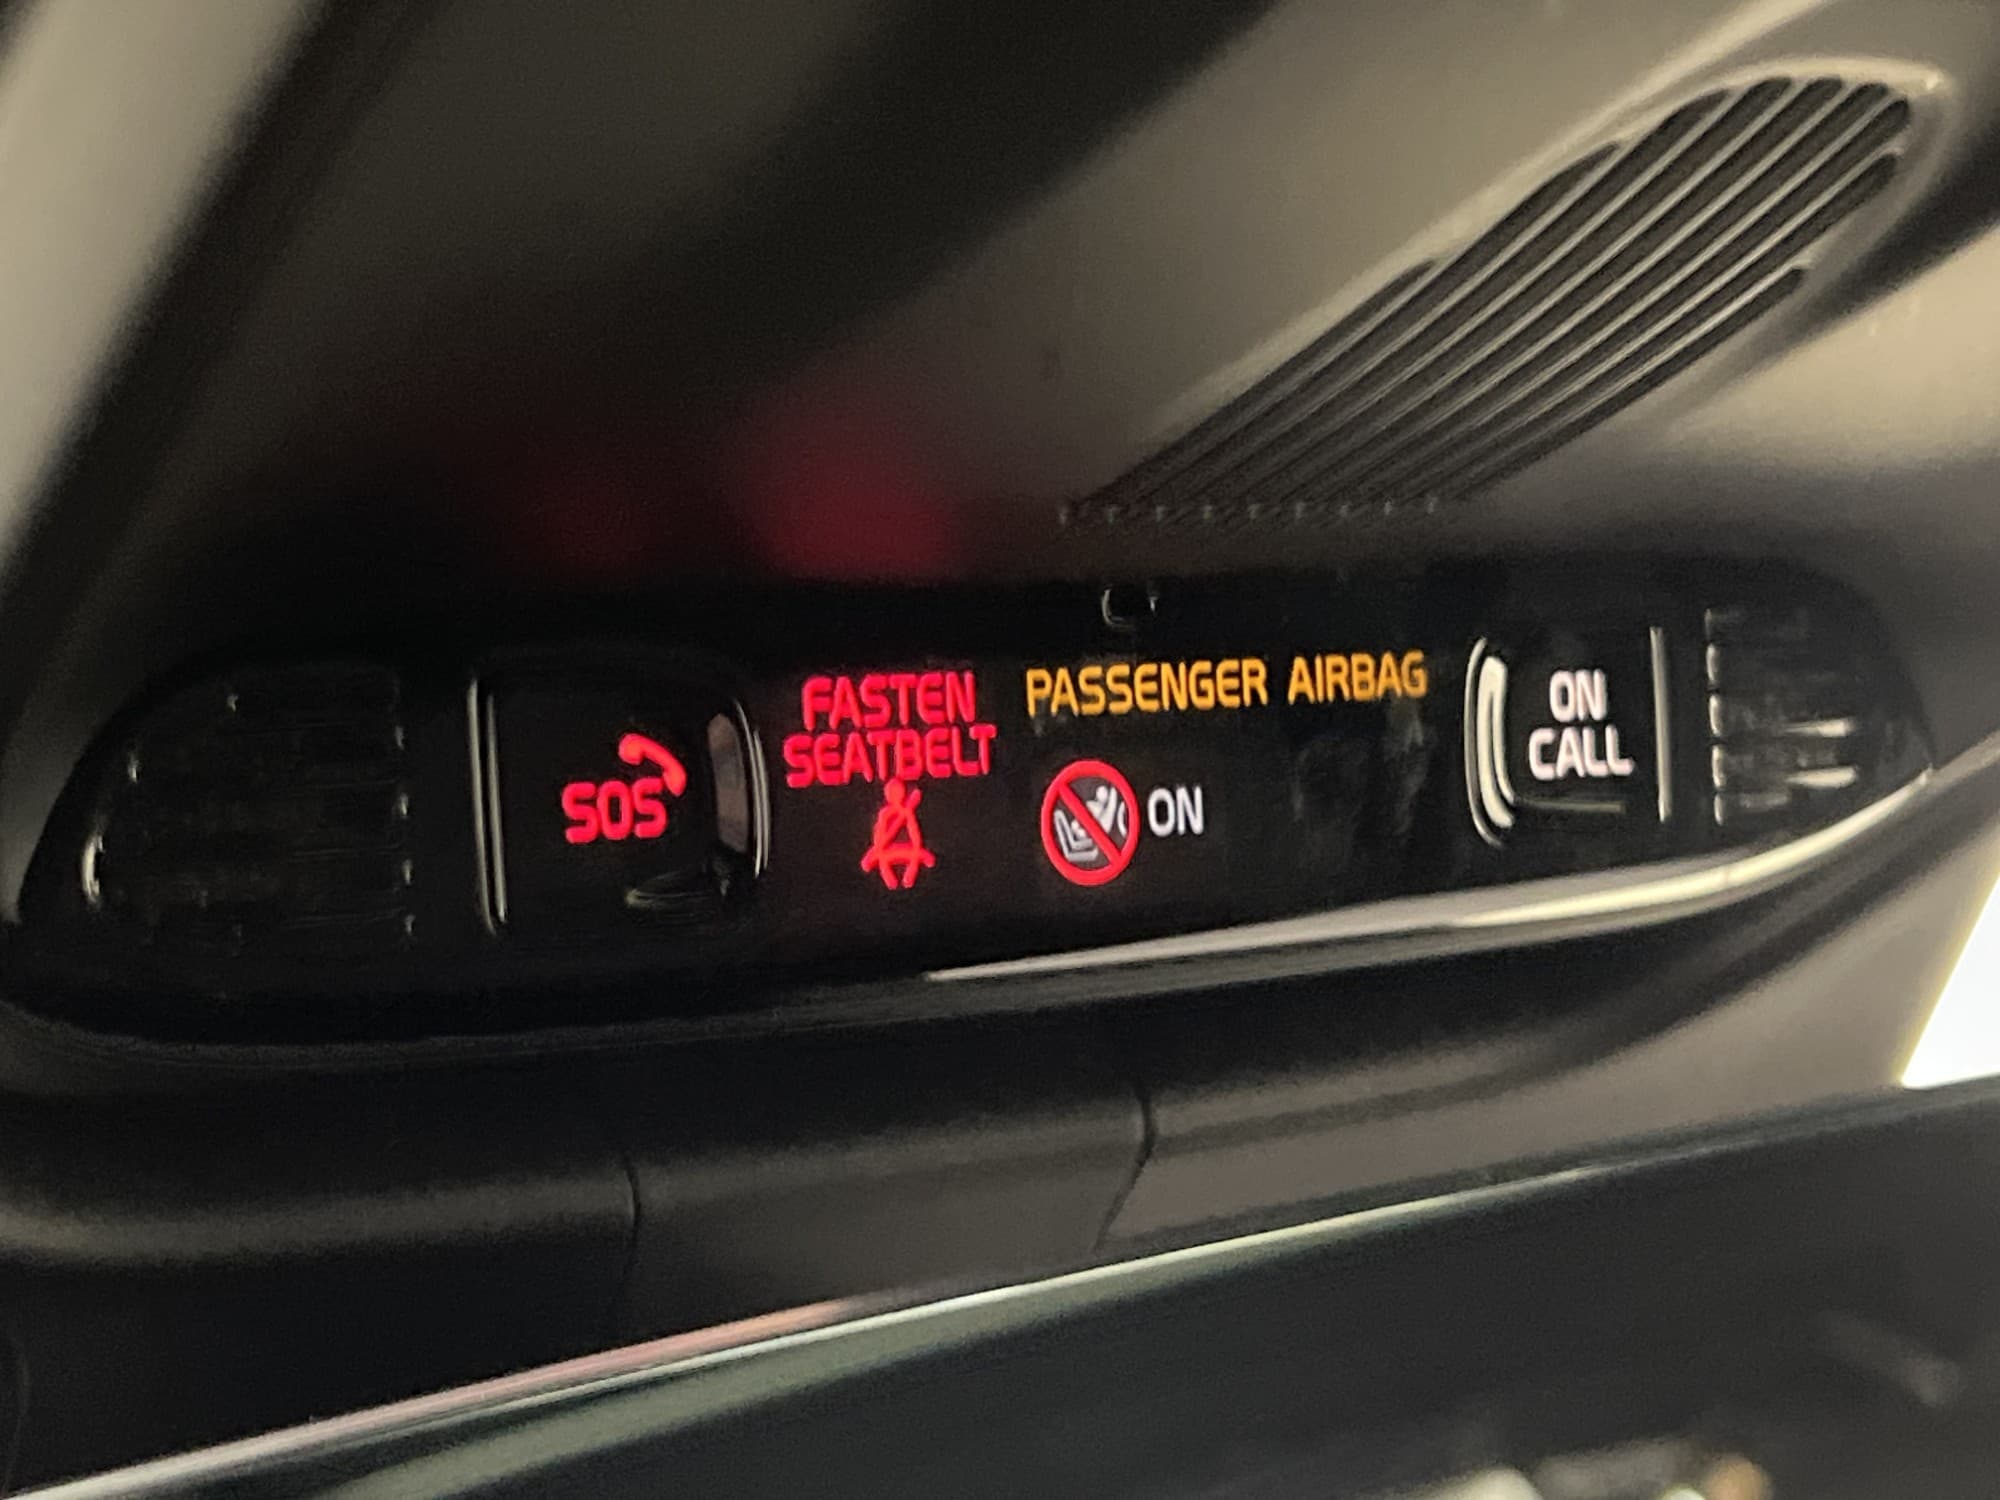 SOS
FASTEN
SEATBELT
PASSENGER AIRBAG
ON
ON
CALL